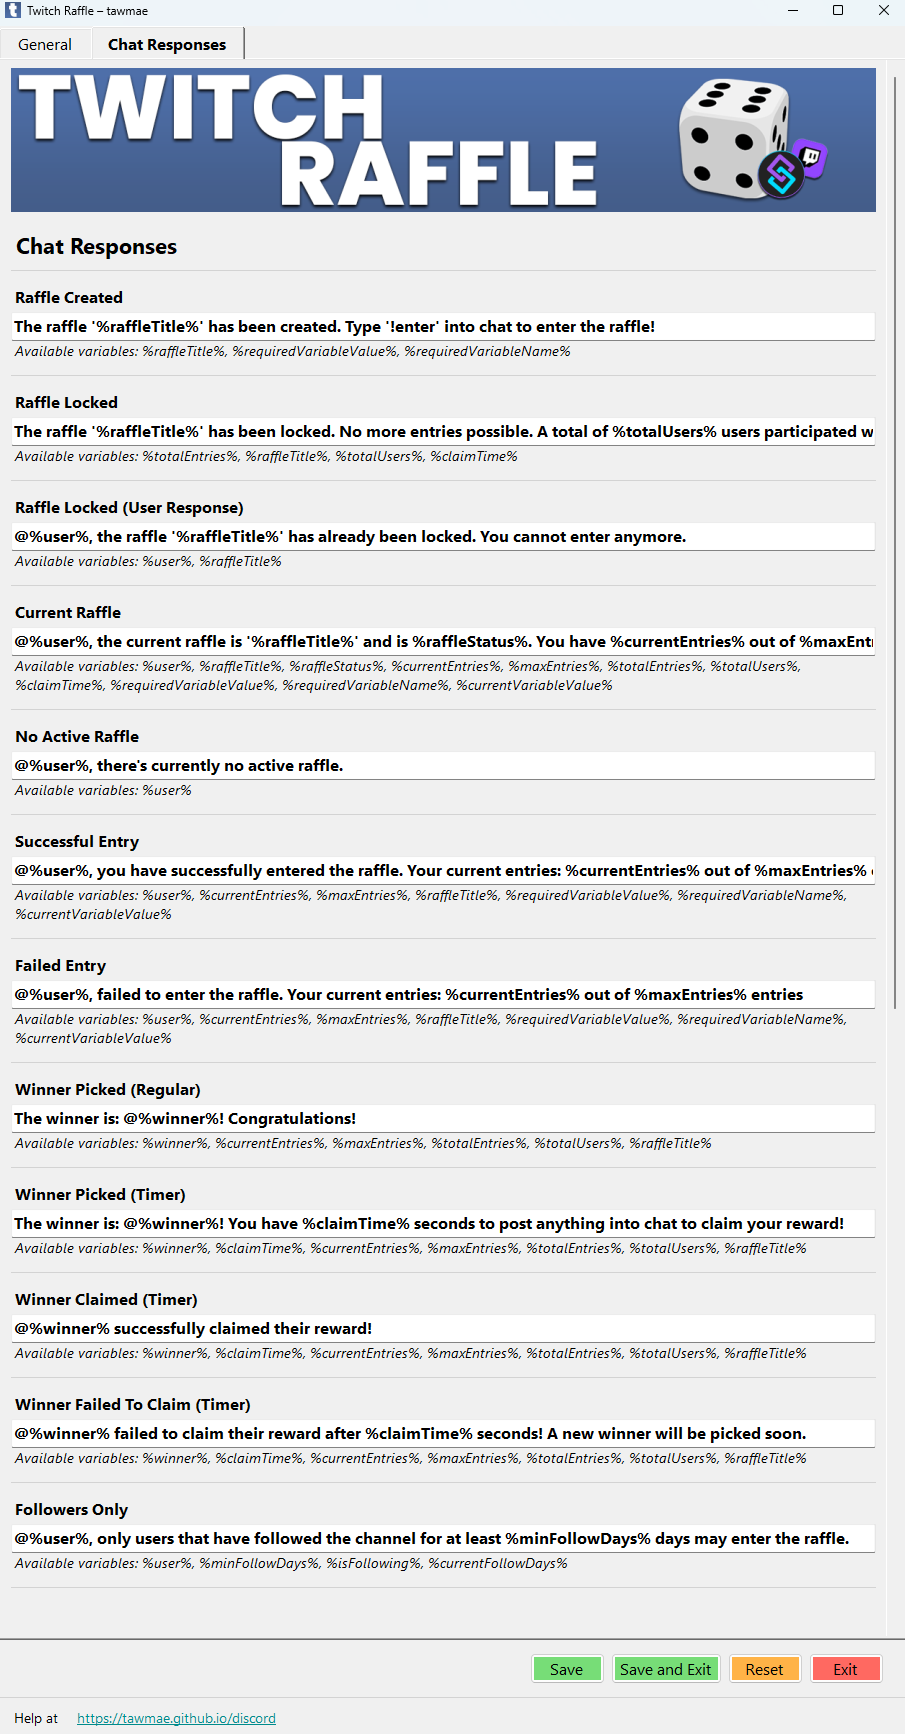 Twitch Raffle – tawmae
General
Chat Responses
TWITCH
RAFFLE
Chat Responses
Raffle Created
The raffle '%raffleTitle%' has been created. Type '!enter' into chat to enter the raffle!
Available variables: %raffleTitle%, %requiredVariableValue%, %requiredVariableName%
Raffle Locked
The raffle '%raffleTitle%' has been locked. No more entries possible. A total of %totalUsers% users participated w
Available variables: %totalEntries%, %raffleTitle%, %totalUsers%, %claimTime%
Raffle Locked (User Response)
@%user%, the raffle '%raffleTitle%' has already been locked. You cannot enter anymore.
Available variables: %user%, %raffleTitle%
Current Raffle
@%user%, the current raffle is '%raffleTitle%' and is %raffleStatus%. You have %currentEntries% out of %maxEntr
Available variables: %user%, %raffleTitle%, %raffleStatus%, %currentEntries%, %maxEntries%, %totalEntries%, %totalUsers%,
%claimTime%, %requiredVariableValue%, %requiredVariableName%, %currentVariableValue%
No Active Raffle
@%user%, there's currently no active raffle.
Available variables: %user%
Successful Entry
@%user%, you have successfully entered the raffle. Your current entries: %currentEntries% out of %maxEntries%
Available variables: %user%, %currentEntries%, %maxEntries%, %raffleTitle%, %requiredVariableValue%, %requiredVariableName%,
%currentVariableValue%
Failed Entry
@%user%, failed to enter the raffle. Your current entries: %currentEntries% out of %maxEntries% entries
Available variables: %user%, %currentEntries%, %maxEntries%, %raffleTitle%, %requiredVariableValue%, %requiredVariableName%,
%currentVariableValue%
Winner Picked (Regular)
The winner is: @%winner%! Congratulations!
Available variables: %winner%, %currentEntries%, %maxEntries%, %totalEntries%, %totalUsers%, %raffleTitle%
Winner Picked (Timer)
The winner is: @%winner%! You have %claimTime% seconds to post anything into chat to claim your reward!
Available variables: %winner%, %claimTime%, %currentEntries%, %maxEntries%, %totalEntries%, %totalUsers%, %raffleTitle%
Winner Claimed (Timer)
@%winner% successfully claimed their reward!
Available variables: %winner%, %claimTime%, %currentEntries%, %maxEntries%, %totalEntries%, %totalUsers%, %raffleTitle%
Winner Failed To Claim (Timer)
@%winner% failed to claim their reward after %claimTime% seconds! A new winner will be picked soon.
Available variables: %winner%, %claimTime%, %currentEntries%, %maxEntries%, %totalEntries%, %totalUsers%, %raffleTitle%
Followers Only
@%user%, only users that have followed the channel for at least %minFollowDays% days may enter the raffle.
Available variables: %user%, %minFollowDays%, %isFollowing%, %currentFollowDays%
Save
Save and Exit
Reset
Exit
Help at https://tawmae.github.io/discord